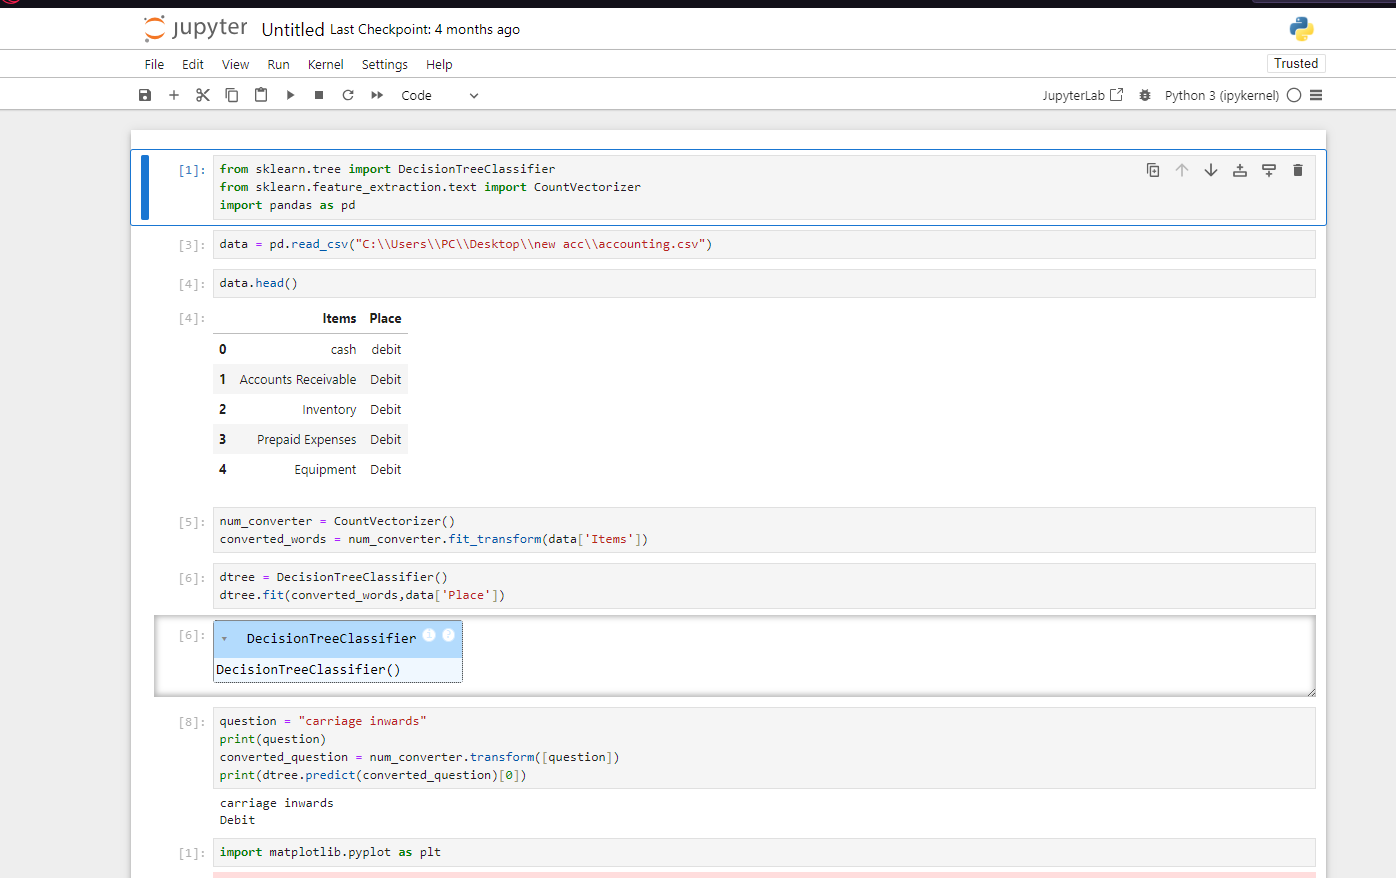 jupyter Untitled Last Checkpoint: 4 months ago
File Edit View Run Kernel Settings Help
Trusted
Code
JupyterLab
Python 3 (ipykernel)
[1]:
from sklearn.tree import DecisionTreeClassifier
from sklearn.feature_extraction.text import CountVectorizer
import pandas as pd
[3]:
data = pd.read_csv("C:\\Users\\PC\\Desktop\\new acc\\accounting.csv")
[4]:
data.head()
[4]:
Items Place
0 cash debit
1 Accounts Receivable Debit
2 Inventory Debit
3 Prepaid Expenses Debit
4 Equipment Debit
[5]:
num_converter = CountVectorizer()
converted_words = num_converter.fit_transform(data['Items'])
[6]:
dtree = DecisionTreeClassifier()
dtree.fit(converted_words,data['Place'])
[6]:
DecisionTreeClassifier i ?
DecisionTreeClassifier()
[8]:
question = "carriage inwards"
print(question)
converted_question = num_converter.transform([question])
print(dtree.predict(converted_question)[0])
carriage inwards
Debit
[1]:
import matplotlib.pyplot as plt